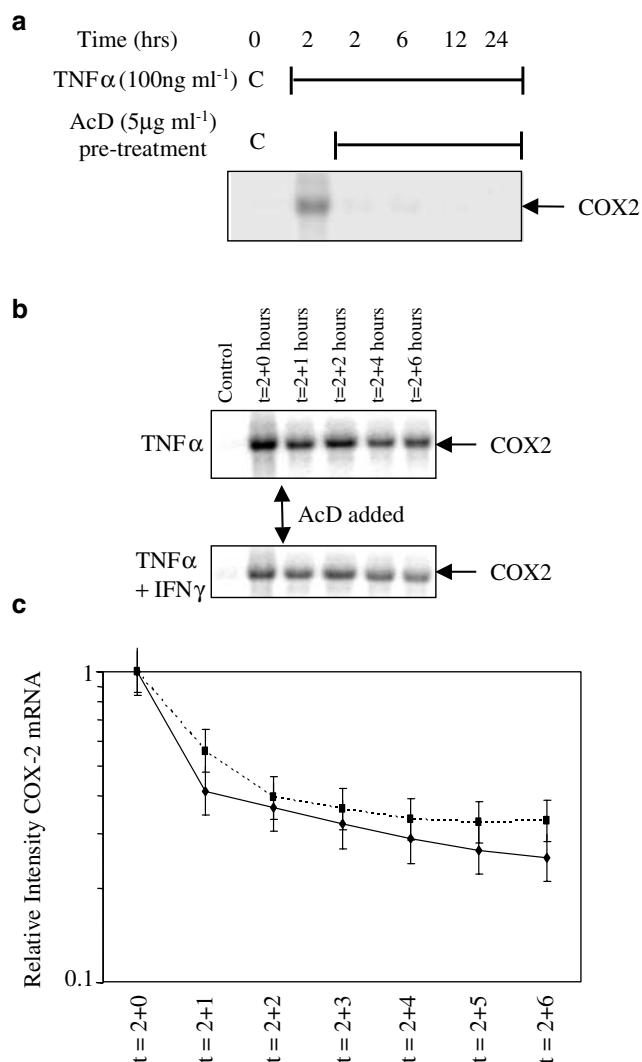 a
Time (hrs) 0 2 2 6 12 24
TNFα (100ng ml-1) C
AcD (5µg ml-1)
pre-treatment C
COX2
b
Control
t=2+0 hours
t=2+1 hours
t=2+2 hours
t=2+4 hours
t=2+6 hours
TNFα COX2
AcD added
TNFα
+ IFNγ COX2
c
Relative Intensity COX-2 mRNA
1
0.1
t = 2+0
t = 2+1
t = 2+2
t = 2+3
t = 2+4
t = 2+5
t = 2+6